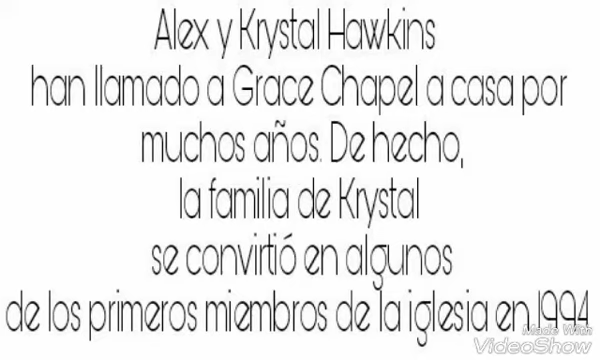 Alex y Krystal Hawkins
han llamado a Grace Chapel a casa por
muchos años. De hecho,
la familia de Krystal
se convirtió en algunos
de los primeros miembros de la iglesia en 1994
Made With
VideoShow